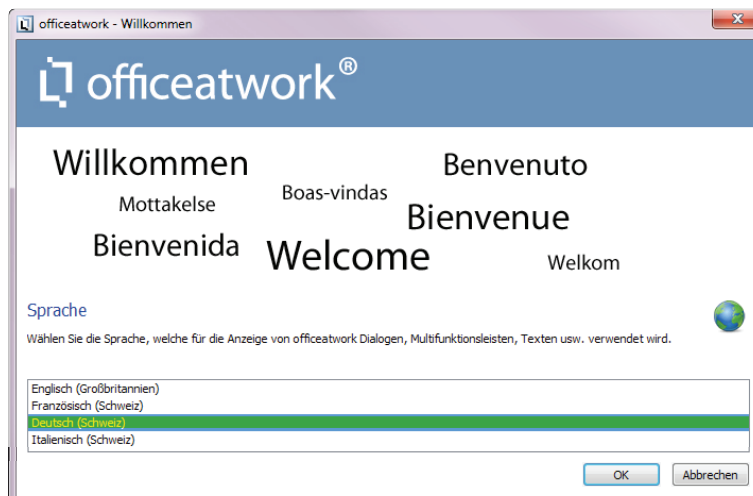 officeatwork - Willkommen
officeatwork®
Willkommen
Benvenuto
Mottakelse
Boas-vindas
Bienvenue
Bienvenida
Welcome
Welkom
Sprache
Wählen Sie die Sprache, welche für die Anzeige von officeatwork Dialogen, Multifunktionsleisten, Texten usw. verwendet wird.
Englisch (Großbritannien)
Französisch (Schweiz)
Deutsch (Schweiz)
Italienisch (Schweiz)
OK
Abbrechen